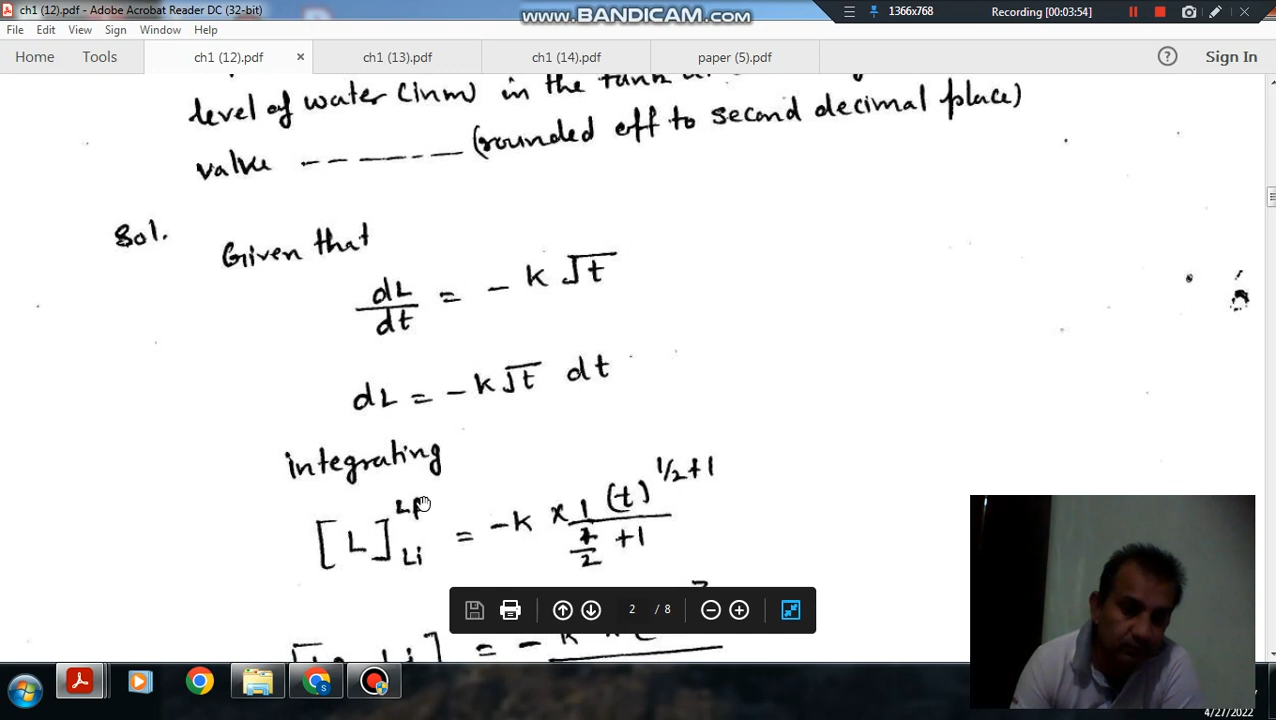 ch1 (12).pdf - Adobe Acrobat Reader DC (32-bit)
www.BANDICAM.com
1366x768
Recording [00:03:54]
File Edit View Sign Window Help
Home Tools
ch1 (12).pdf ×
ch1 (13).pdf
ch1 (14).pdf
paper (5).pdf
? Sign In
level of water (in m) in the tank
value ------- (rounded off to second decimal place)
Sol.
Given that
dL/dt = - k √t
dL = - k √t dt
integrating
[L]_Li^Lf = - k × 1 (t)^1/2+1 / 1/2 +1
2 / 8
4/27/2022